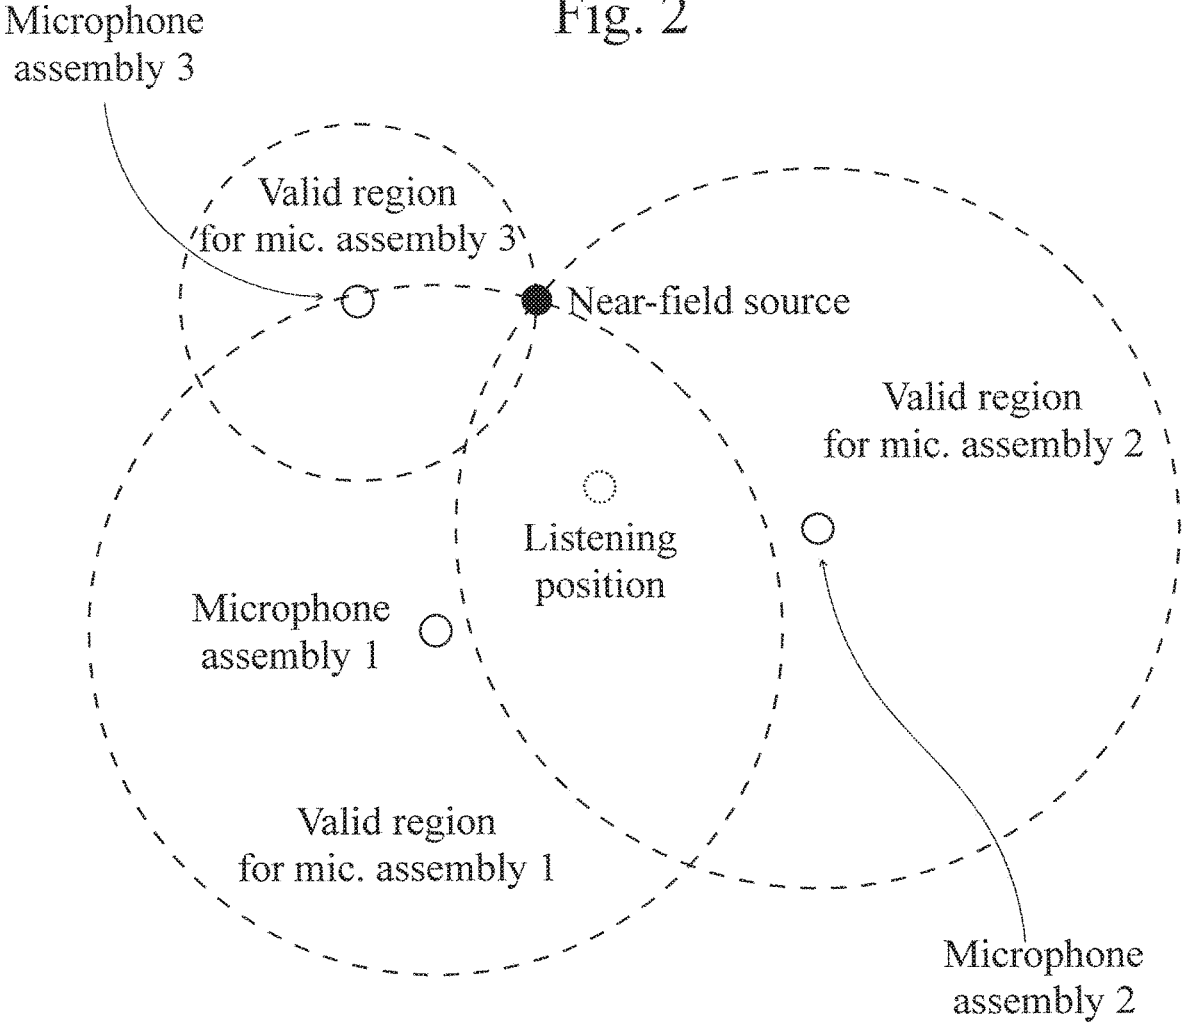 Fig. 2
Microphone
assembly 3
Valid region
for mic. assembly 3
Near-field source
Valid region
for mic. assembly 2
Listening
position
Microphone
assembly 1
Valid region
for mic. assembly 1
Microphone
assembly 2